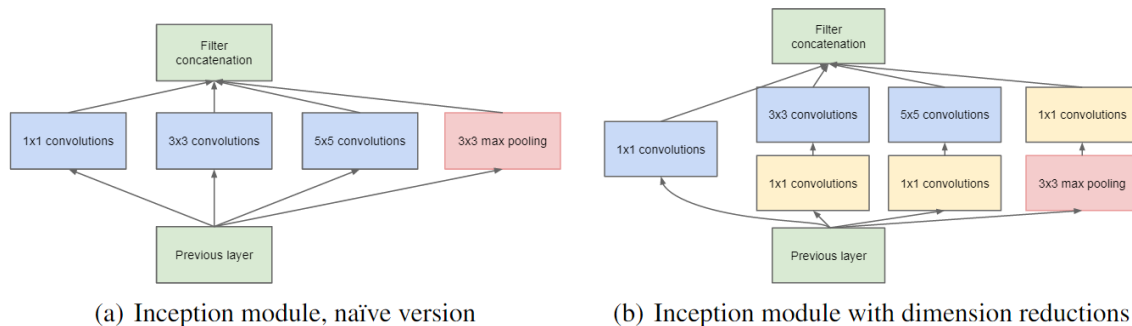 Filter
concatenation
1x1 convolutions
3x3 convolutions
5x5 convolutions
3x3 max pooling
Previous layer
(a) Inception module, naïve version
Filter
concatenation
3x3 convolutions
5x5 convolutions
1x1 convolutions
1x1 convolutions
1x1 convolutions
1x1 convolutions
3x3 max pooling
Previous layer
(b) Inception module with dimension reductions